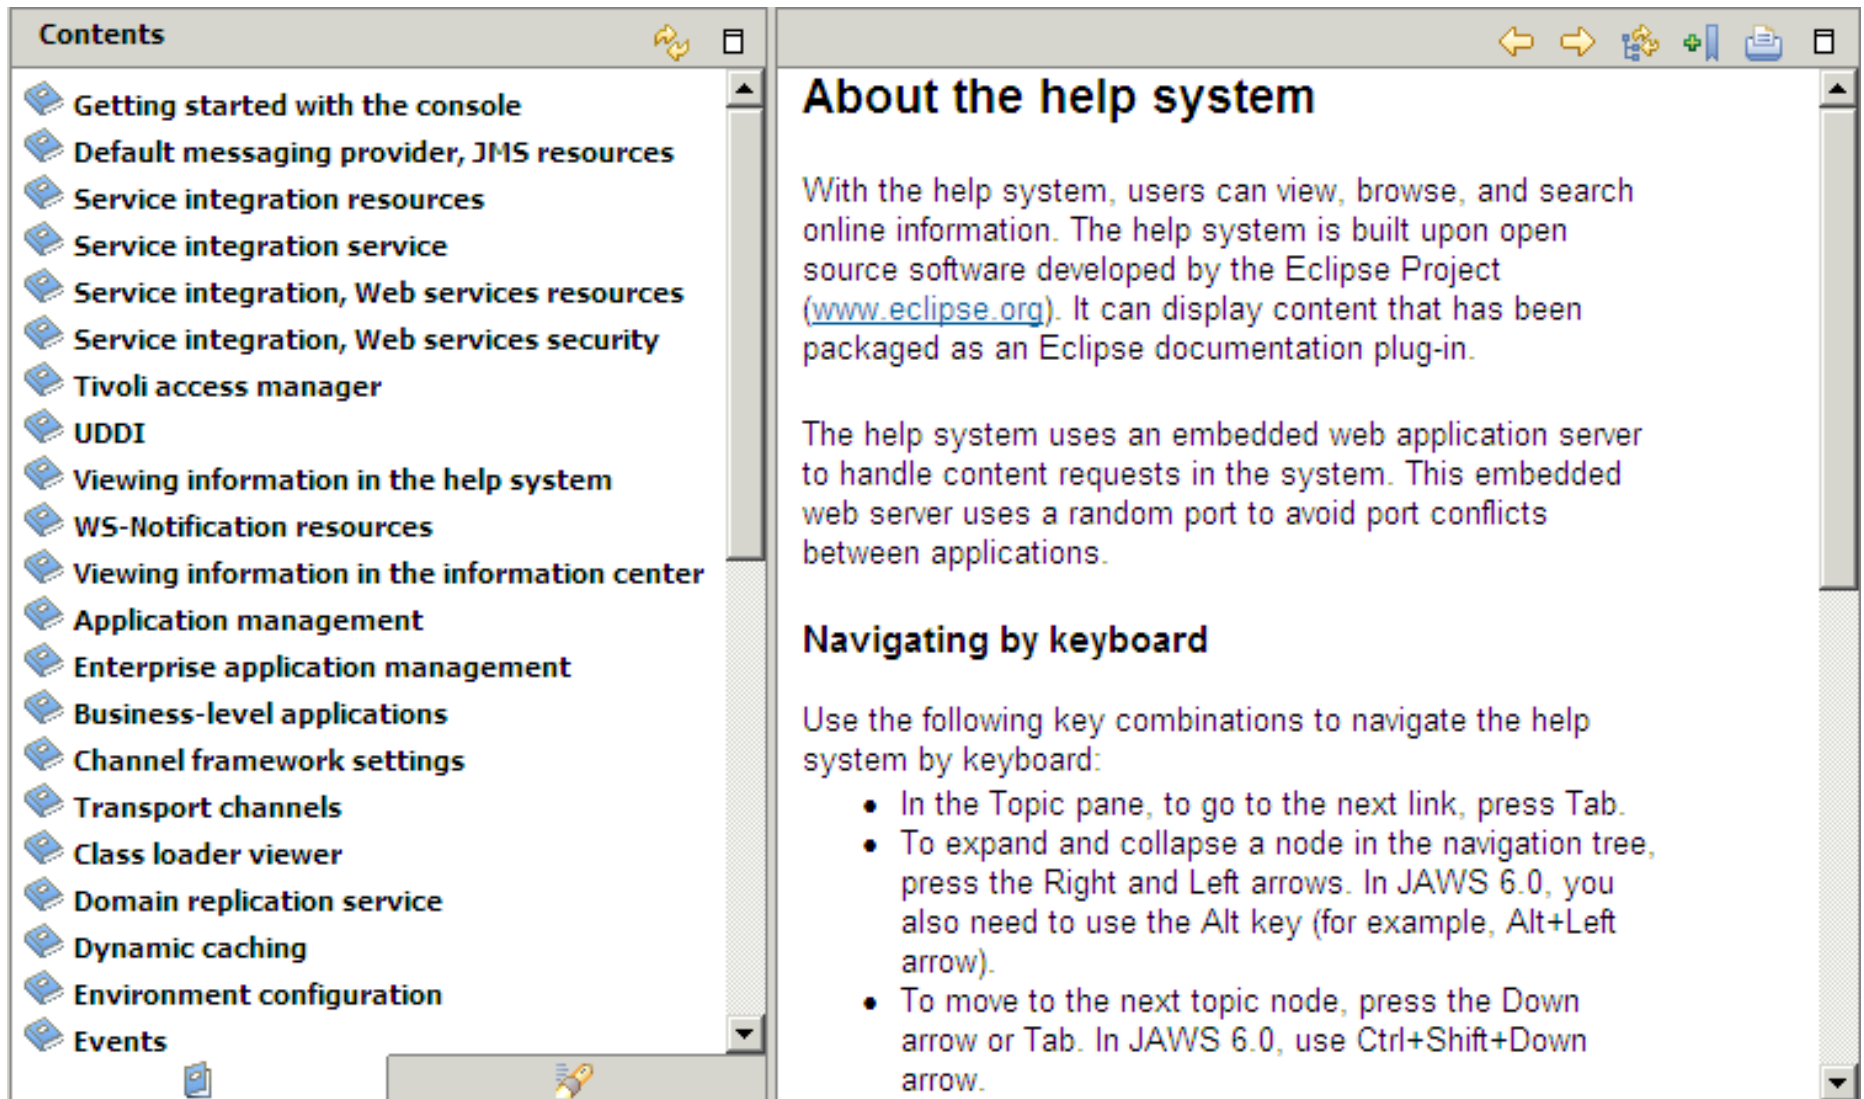 Contents
Getting started with the console
Default messaging provider, JMS resources
Service integration resources
Service integration service
Service integration, Web services resources
Service integration, Web services security
Tivoli access manager
UDDI
Viewing information in the help system
WS-Notification resources
Viewing information in the information center
Application management
Enterprise application management
Business-level applications
Channel framework settings
Transport channels
Class loader viewer
Domain replication service
Dynamic caching
Environment configuration
Events
About the help system
With the help system, users can view, browse, and search
online information. The help system is built upon open
source software developed by the Eclipse Project
(www.eclipse.org). It can display content that has been
packaged as an Eclipse documentation plug-in.
The help system uses an embedded web application server
to handle content requests in the system. This embedded
web server uses a random port to avoid port conflicts
between applications.
Navigating by keyboard
Use the following key combinations to navigate the help
system by keyboard:
• In the Topic pane, to go to the next link, press Tab.
• To expand and collapse a node in the navigation tree,
press the Right and Left arrows. In JAWS 6.0, you
also need to use the Alt key (for example, Alt+Left
arrow).
• To move to the next topic node, press the Down
arrow or Tab. In JAWS 6.0, use Ctrl+Shift+Down
arrow.